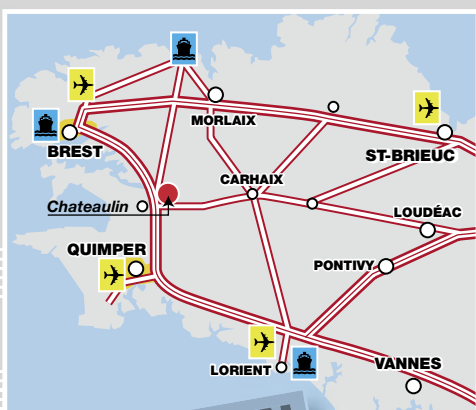 MORLAIX
BREST
ST-BRIEUC
CARHAIX
Chateaulin
LOUDÉAC
QUIMPER
PONTIVY
LORIENT
VANNES